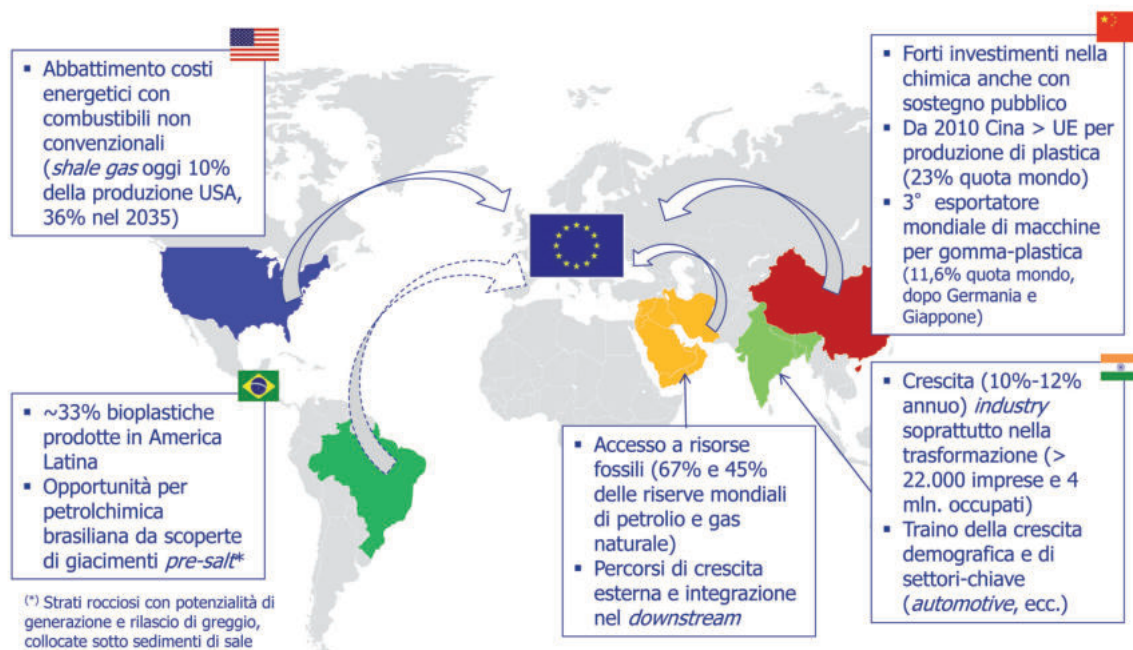 ▪ Abbattimento costi
energetici con
combustibili non
convenzionali
(shale gas oggi 10%
della produzione USA,
36% nel 2035)
▪ Forti investimenti nella
chimica anche con
sostegno pubblico
▪ Da 2010 Cina > UE per
produzione di plastica
(23% quota mondo)
▪ 3° esportatore
mondiale di macchine
per gomma-plastica
(11,6% quota mondo,
dopo Germania e
Giappone)
▪ ~33% bioplastiche
prodotte in America
Latina
▪ Opportunità per
petrolchimica
brasiliana da scoperte
di giacimenti pre-salt*
(*) Strati rocciosi con potenzialità di
generazione e rilascio di greggio,
collocate sotto sedimenti di sale
▪ Accesso a risorse
fossili (67% e 45%
delle riserve mondiali
di petrolio e gas
naturale)
▪ Percorsi di crescita
esterna e integrazione
nel downstream
▪ Crescita (10%-12%
annuo) industry
soprattutto nella
trasformazione (>
22.000 imprese e 4
mln. occupati)
▪ Traino della crescita
demografica e di
settori-chiave
(automotive, ecc.)